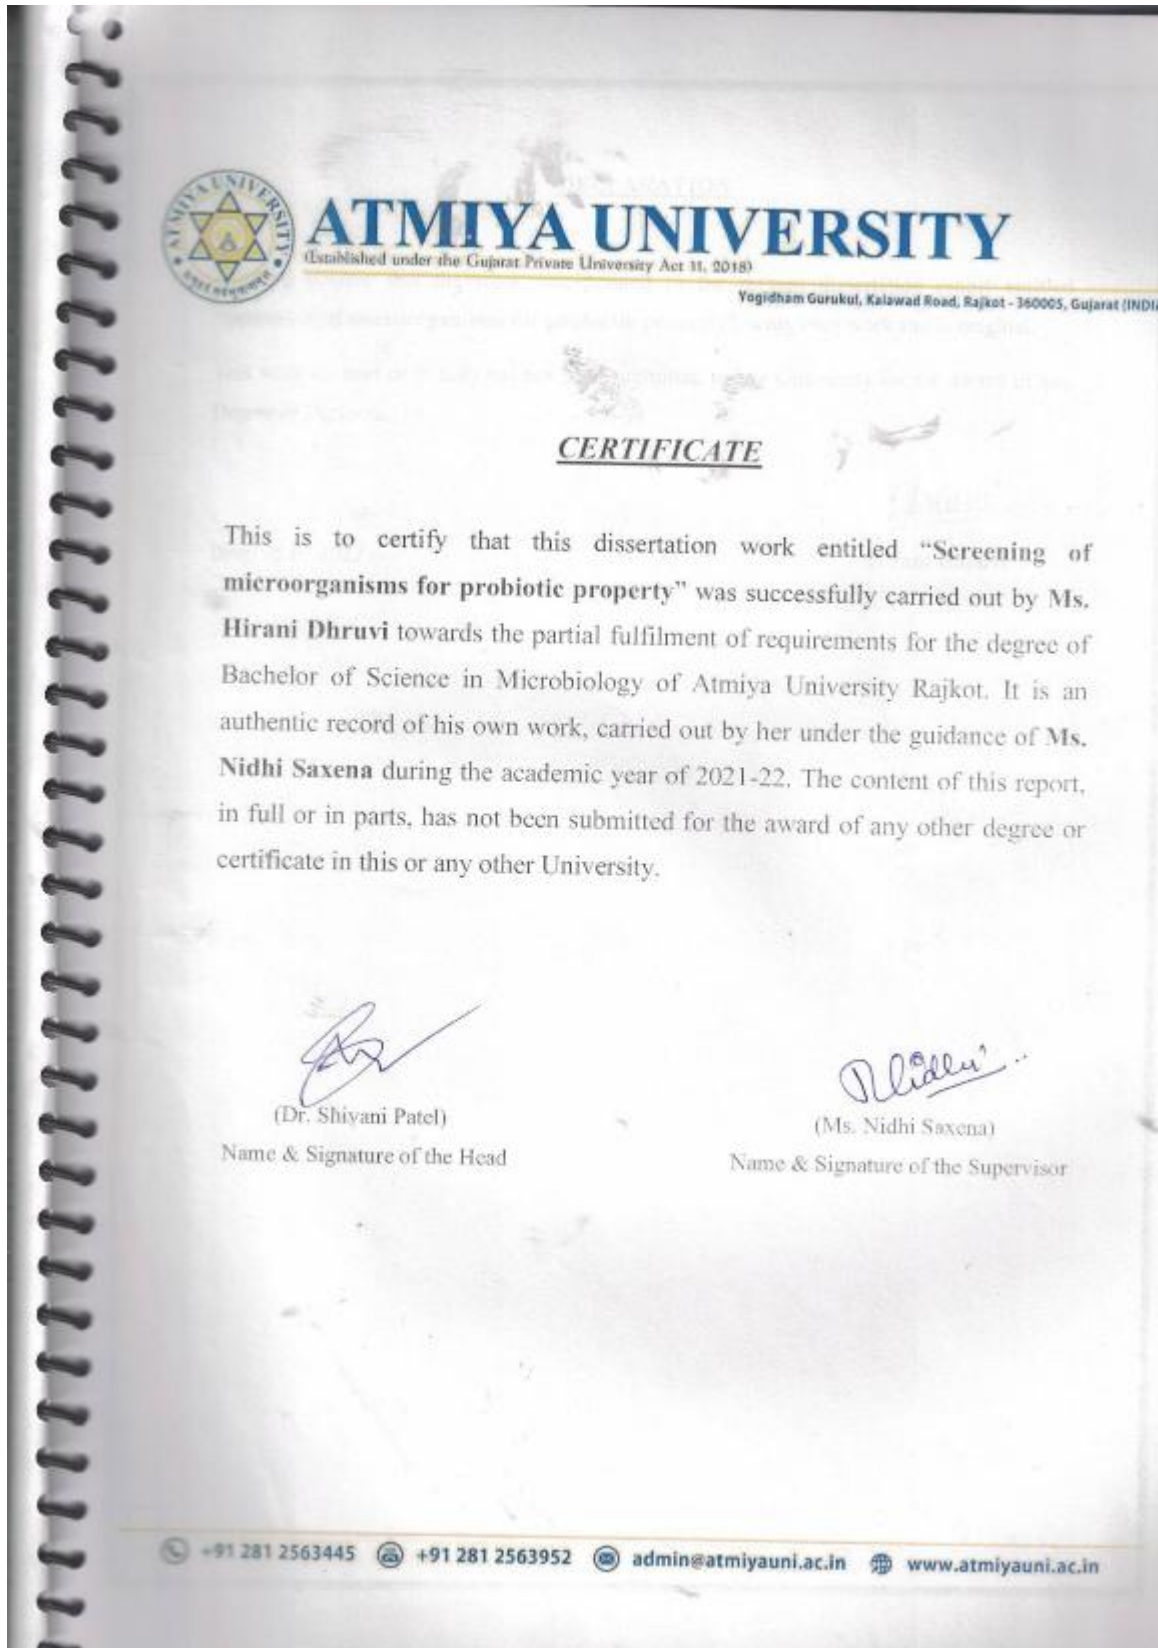 ATMIYA UNIVERSITY
ATMIYA UNIVERSITY
(Established under the Gujarat Private University Act 11, 2018)
Yogidham Gurukul, Kalawad Road, Rajkot - 360005, Gujarat (INDIA
CERTIFICATE
This is to certify that this dissertation work entitled “Screening of
microorganisms for probiotic property” was successfully carried out by Ms.
Hirani Dhruvi towards the partial fulfilment of requirements for the degree of
Bachelor of Science in Microbiology of Atmiya University Rajkot. It is an
authentic record of his own work, carried out by her under the guidance of Ms.
Nidhi Saxena during the academic year of 2021-22. The content of this report,
in full or in parts, has not been submitted for the award of any other degree or
certificate in this or any other University.
Nidhi
(Dr. Shivani Patel)
(Ms. Nidhi Saxena)
Name & Signature of the Head
Name & Signature of the Supervisor
+91 281 2563445 +91 281 2563952 admin@atmiyauni.ac.in www.atmiyauni.ac.in